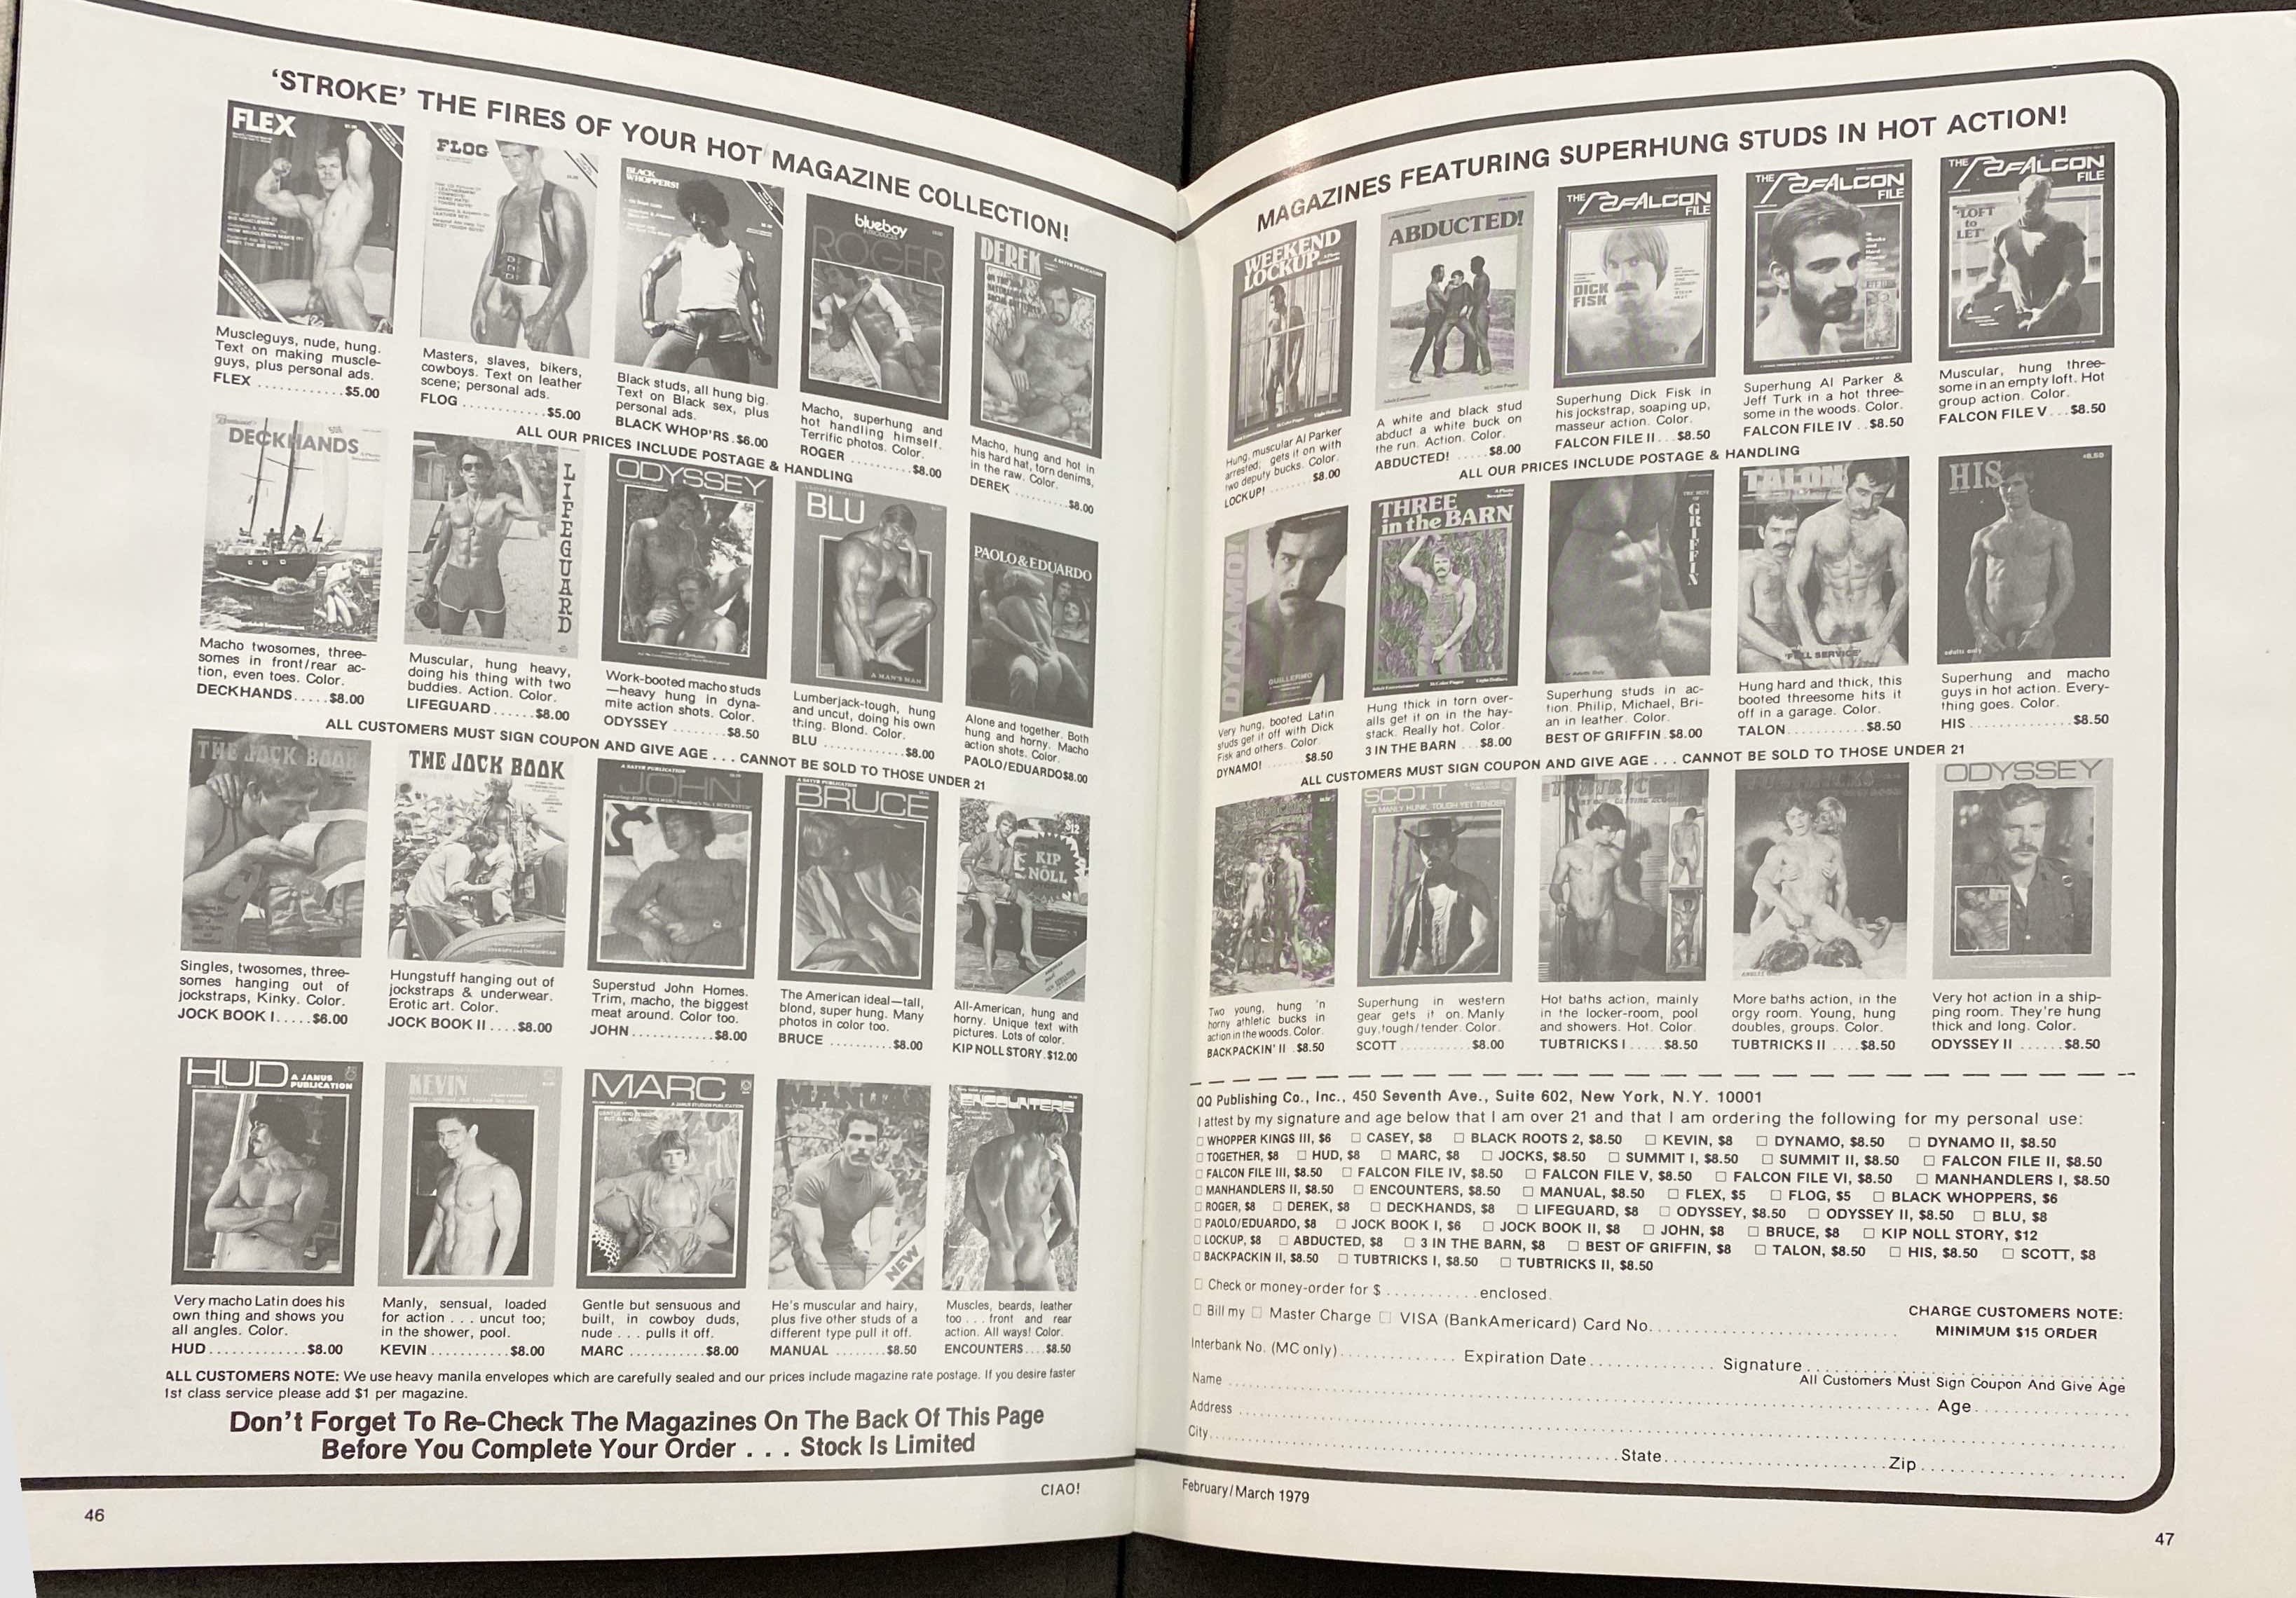 'STROKE' THE FIRES OF YOUR HOT MAGAZINE COLLECTION!
FLEX
Muscleguys, nude, hung.
Text on making muscle-
guys, plus personal ads.
FLEX ........... $5.00
FLOG
Masters, slaves, bikers,
cowboys. Text on leather
scene; personal ads.
FLOG ............ $5.00
BLACK
WHOPPERS!
Black studs, all hung big.
Text on Black sex, plus
personal ads.
BLACK WHOP'RS . $6.00
blueboy
ROGER
Macho, superhung and
hot handling himself.
Terrific photos. Color.
ROGER ......... $8.00
DEREK
A SATYR PUBLICATION
Macho, hung and hot in
his hard hat, torn denims,
in the raw. Color.
DEREK ......... $8.00
ALL OUR PRICES INCLUDE POSTAGE & HANDLING
DECKHANDS
Macho twosomes, three-
somes in front/rear ac-
tion, even toes. Color.
DECKHANDS ..... $8.00
LIFEGUARD
Muscular, hung heavy,
doing his thing with two
buddies. Action. Color.
LIFEGUARD ...... $8.00
ODYSSEY
Work-booted macho studs
—heavy hung in dyna-
mite action shots. Color.
ODYSSEY ........ $8.50
BLU
A MAN'S MAN
Lumberjack-tough, hung
and uncut, doing his own
thing. Blond. Color.
BLU ............ $8.00
PAOLO & EDUARDO
Alone and together. Both
hung and horny. Macho
action shots. Color.
PAOLO/EDUARDO $8.00
ALL CUSTOMERS MUST SIGN COUPON AND GIVE AGE . . . CANNOT BE SOLD TO THOSE UNDER 21
THE JOCK BOOK
Singles, twosomes, three-
somes hanging out of
jockstraps, Kinky. Color.
JOCK BOOK I ..... $6.00
THE JOCK BOOK
Hungstuff hanging out of
jockstraps & underwear.
Erotic art. Color.
JOCK BOOK II .... $8.00
A SATYR PUBLICATION
JOHN
Superstud John Homes.
Trim, macho, the biggest
meat around. Color too.
JOHN ............ $8.00
A SATYR PUBLICATION
BRUCE
The American ideal—tall,
blond, super hung. Many
photos in color too.
BRUCE .......... $8.00
$12
KIP
NOLL
All-American, hung and
horny. Unique text with
pictures. Lots of color.
KIP NOLL STORY . $12.00
HUD
A JANUS
PUBLICATION
Very macho Latin does his
own thing and shows you
all angles. Color.
HUD ............. $8.00
KEVIN
Manly, sensual, loaded
for action . . . uncut too;
in the shower, pool.
KEVIN ........... $8.00
MARC
Gentle but sensuous and
built, in cowboy duds,
nude . . . pulls it off.
MARC ........... $8.00
MANUAL
NEW
He's muscular and hairy,
plus five other studs of a
different type pull it off.
MANUAL ........ $8.50
ENCOUNTERS
Muscles, beards, leather
too . . . front and rear
action. All ways! Color.
ENCOUNTERS .... $8.50
ALL CUSTOMERS NOTE: We use heavy manila envelopes which are carefully sealed and our prices include magazine rate postage. If you desire faster
1st class service please add $1 per magazine.
Don't Forget To Re-Check The Magazines On The Back Of This Page
Before You Complete Your Order . . . Stock Is Limited
CIAO!
46
MAGAZINES FEATURING SUPERHUNG STUDS IN HOT ACTION!
WEEKEND
LOCKUP
Hung, muscular Al Parker
arrested; gets it on with
two deputy bucks. Color.
LOCKUP! ........ $8.00
ABDUCTED!
A white and black stud
abduct a white buck on
the run. Action. Color.
ABDUCTED! ...... $8.00
THE FALCON
FILE
DICK
FISK
Superhung Dick Fisk in
his jockstrap, soaping up,
masseur action. Color.
FALCON FILE II ... $8.50
THE FALCON
FILE
Superhung Al Parker &
Jeff Turk in a hot three-
some in the woods. Color.
FALCON FILE IV .. $8.50
THE FALCON
FILE
"LOFT
to
LET"
Muscular, hung three-
some in an empty loft. Hot
group action. Color.
FALCON FILE V ... $8.50
ALL OUR PRICES INCLUDE POSTAGE & HANDLING
DYNAMO!
GUILLERMO
Very hung, booted Latin
studs get it off with Dick
Fisk and others. Color.
DYNAMO! ....... $8.50
THREE
in the BARN
Hung thick in torn over-
alls get it on in the hay-
stack. Really hot. Color.
3 IN THE BARN ... $8.00
THE BEST
OF
GRIFFIN
Superhung studs in ac-
tion. Philip, Michael, Bri-
an in leather. Color.
BEST OF GRIFFIN . $8.00
TALON
'FULL SERVICE'
Hung hard and thick, this
booted threesome hits it
off in a garage. Color.
TALON ........... $8.50
HIS
$8.50
adults only
Superhung and macho
guys in hot action. Every-
thing goes. Color.
HIS .............. $8.50
ALL CUSTOMERS MUST SIGN COUPON AND GIVE AGE . . . CANNOT BE SOLD TO THOSE UNDER 21
Two young, hung 'n
horny athletic bucks in
action in the woods. Color.
BACKPACKIN' II . $8.50
SCOTT
A MANLY HUNK, TOUGH YET TENDER
Superhung in western
gear gets it on. Manly
guy, tough/tender. Color.
SCOTT .......... $8.00
Hot baths action, mainly
in the locker-room, pool
and showers. Hot. Color.
TUBTRICKS I ..... $8.50
More baths action, in the
orgy room. Young, hung
doubles, groups. Color.
TUBTRICKS II .... $8.50
ODYSSEY
Very hot action in a ship-
ping room. They're hung
thick and long. Color.
ODYSSEY II ...... $8.50
QQ Publishing Co., Inc., 450 Seventh Ave., Suite 602, New York, N.Y. 10001
I attest by my signature and age below that I am over 21 and that I am ordering the following for my personal use:
□ WHOPPER KINGS III, $6 □ CASEY, $8 □ BLACK ROOTS 2, $8.50 □ KEVIN, $8 □ DYNAMO, $8.50 □ DYNAMO II, $8.50
□ TOGETHER, $8 □ HUD, $8 □ MARC, $8 □ JOCKS, $8.50 □ SUMMIT I, $8.50 □ SUMMIT II, $8.50 □ FALCON FILE II, $8.50
□ FALCON FILE III, $8.50 □ FALCON FILE IV, $8.50 □ FALCON FILE V, $8.50 □ FALCON FILE VI, $8.50 □ MANHANDLERS I, $8.50
□ MANHANDLERS II, $8.50 □ ENCOUNTERS, $8.50 □ MANUAL, $8.50 □ FLEX, $5 □ FLOG, $5 □ BLACK WHOPPERS, $6
□ ROGER, $8 □ DEREK, $8 □ DECKHANDS, $8 □ LIFEGUARD, $8 □ ODYSSEY, $8.50 □ ODYSSEY II, $8.50 □ BLU, $8
□ PAOLO/EDUARDO, $8 □ JOCK BOOK I, $6 □ JOCK BOOK II, $8 □ JOHN, $8 □ BRUCE, $8 □ KIP NOLL STORY, $12
□ LOCKUP, $8 □ ABDUCTED, $8 □ 3 IN THE BARN, $8 □ BEST OF GRIFFIN, $8 □ TALON, $8.50 □ HIS, $8.50 □ SCOTT, $8
□ BACKPACKIN II, $8.50 □ TUBTRICKS I, $8.50 □ TUBTRICKS II, $8.50
□ Check or money-order for $ ........... enclosed.
□ Bill my □ Master Charge □ VISA (BankAmericard) Card No. ..............................
CHARGE CUSTOMERS NOTE:
MINIMUM $15 ORDER
Interbank No. (MC only) .............. Expiration Date .............. Signature ..............................
All Customers Must Sign Coupon And Give Age
Name .............................. Age ..............
Address ..............................
City .............................. State .............. Zip ..............
February/March 1979
47